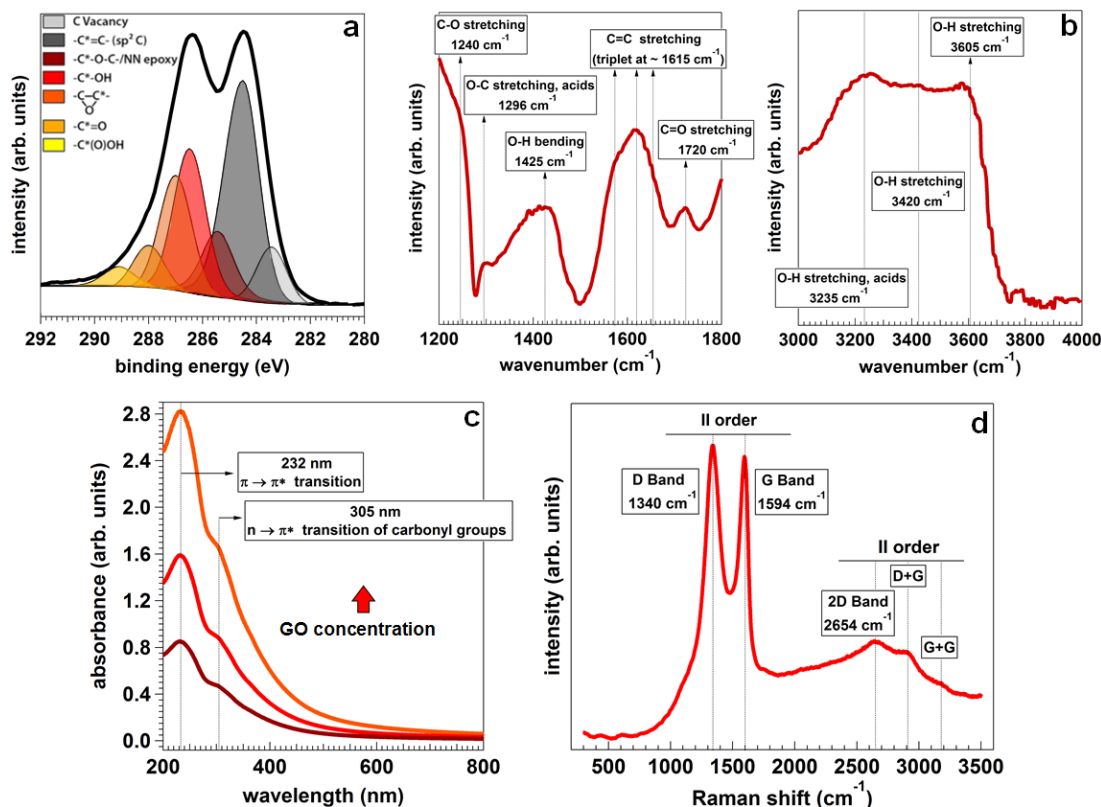 a
C Vacancy
-C*=C- (sp² C)
-C*-O-C-/NN epoxy
-C*-OH
-C—C*-
O
-C*=O
-C*(O)OH
intensity (arb. units)
292 290 288 286 284 282 280
binding energy (eV)
C-O stretching
1240 cm⁻¹
O-C stretching, acids
1296 cm⁻¹
O-H bending
1425 cm⁻¹
C=C stretching
(triplet at ~ 1615 cm⁻¹)
C=O stretching
1720 cm⁻¹
intensity (arb. units)
1200 1300 1400 1500 1600 1700 1800
wavenumber (cm⁻¹)
b
O-H stretching
3605 cm⁻¹
O-H stretching
3420 cm⁻¹
O-H stretching, acids
3235 cm⁻¹
intensity (arb. units)
3000 3200 3400 3600 3800 4000
wavenumber (cm⁻¹)
c
2.8
2.4
2.0
1.6
1.2
0.8
0.4
0.0
absorbance (arb. units)
232 nm
π→π* transition
305 nm
n→π* transition of carbonyl groups
GO concentration
200 300 400 500 600 700 800
wavelength (nm)
d
II order
D Band
1340 cm⁻¹
G Band
1594 cm⁻¹
II order
D+G
2D Band
2654 cm⁻¹
G+G
intensity (arb. units)
500 1000 1500 2000 2500 3000 3500
Raman shift (cm⁻¹)